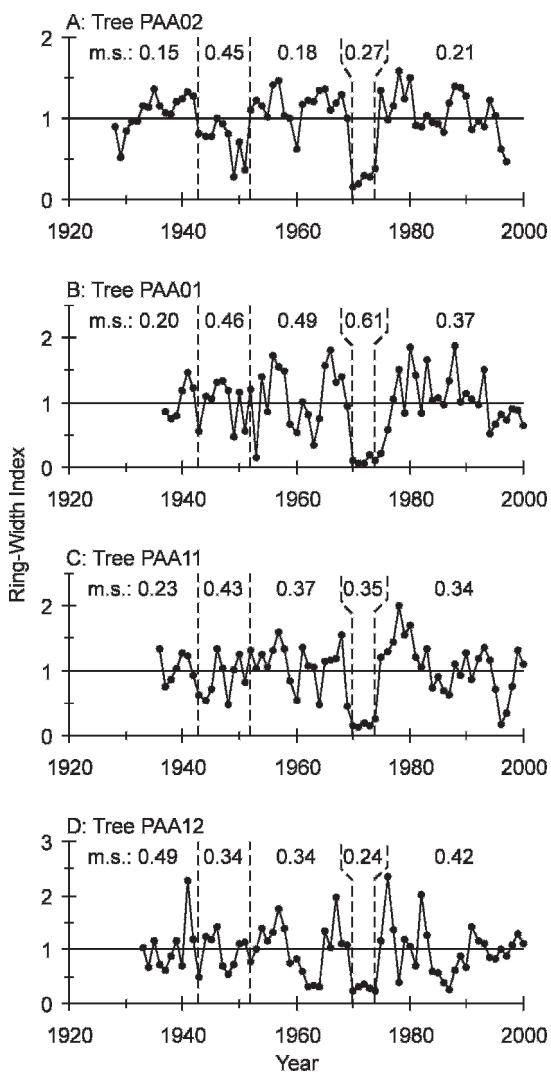 A: Tree PAA02
2
m.s.: 0.15 0.45 0.18 0.27 0.21
1
0
1920 1940 1960 1980 2000
B: Tree PAA01
m.s.: 0.20 0.46 0.49 0.61 0.37
2
1
0
1920 1940 1960 1980 2000
Ring-Width Index
C: Tree PAA11
m.s.: 0.23 0.43 0.37 0.35 0.34
2
1
0
1920 1940 1960 1980 2000
D: Tree PAA12
3
m.s.: 0.49 0.34 0.34 0.24 0.42
2
1
0
1920 1940 1960 1980 2000
Year